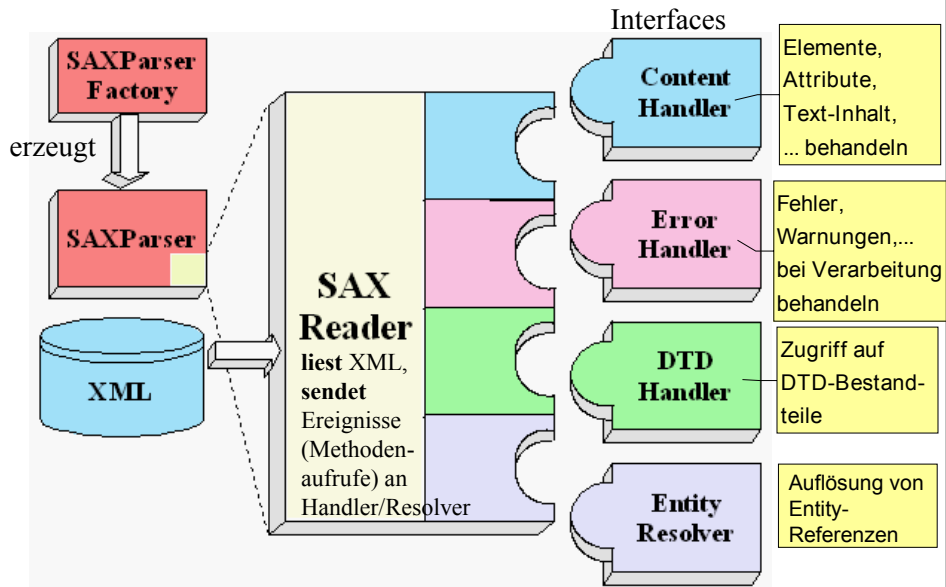 Interfaces
SAXParser
Factory
erzeugt
SAXParser
XML
SAX
Reader
liest XML,
sendet
Ereignisse
(Methoden-
aufrufe) an
Handler/Resolver
Content
Handler
Elemente,
Attribute,
Text-Inhalt,
... behandeln
Error
Handler
Fehler,
Warnungen,...
bei Verarbeitung
behandeln
DTD
Handler
Zugriff auf
DTD-Bestand-
teile
Entity
Resolver
Auflösung von
Entity-
Referenzen